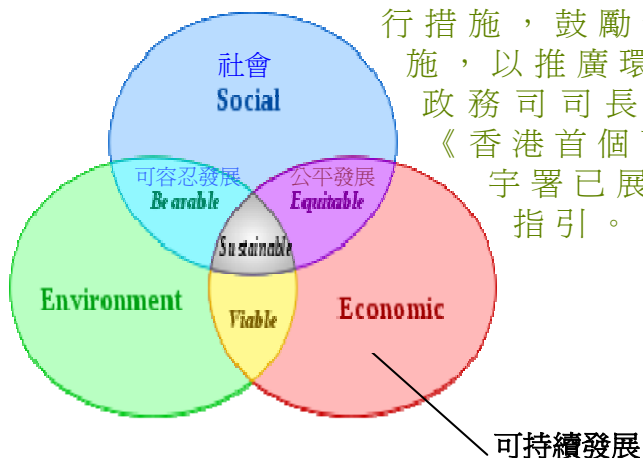 行措施，鼓勵
施，以推廣環
政務司司長
《香港首個
宇署已展
指引。
社會
Social
可容忍發展
Bearable
公平發展
Equitable
Sustainable
Environment
Viable
Economic
可持續發展